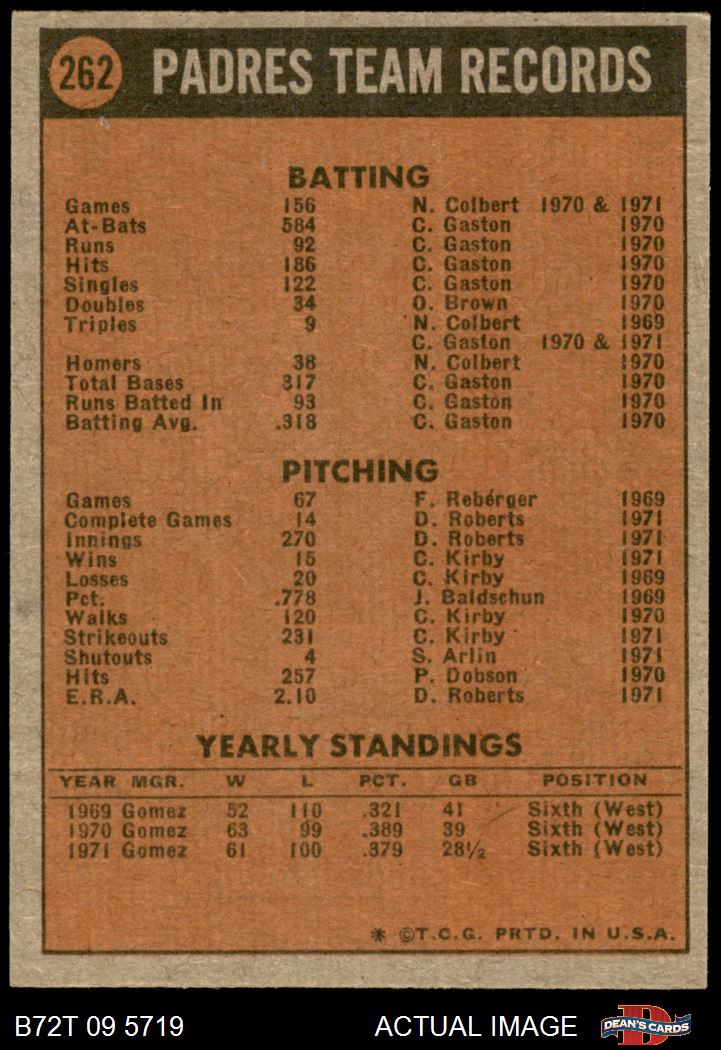 262 PADRES TEAM RECORDS
BATTING
Games 156 N. Colbert 1970 & 1971
At-Bats 584 C. Gaston 1970
Runs 92 C. Gaston 1970
Hits 186 C. Gaston 1970
Singles 122 C. Gaston 1970
Doubles 34 O. Brown 1970
Triples 9 N. Colbert 1969
C. Gaston 1970 & 1971
Homers 38 N. Colbert 1970
Total Bases 317 C. Gaston 1970
Runs Batted In 93 C. Gaston 1970
Batting Avg. .318 C. Gaston 1970
PITCHING
Games 67 F. Reberger 1969
Complete Games 14 D. Roberts 1971
Innings 270 D. Roberts 1971
Wins 15 C. Kirby 1971
Losses 20 C. Kirby 1969
Pct. .778 J. Baldschun 1969
Walks 120 C. Kirby 1970
Strikeouts 231 C. Kirby 1971
Shutouts 4 S. Arlin 1971
Hits 257 P. Dobson 1970
E.R.A. 2.10 D. Roberts 1971
YEARLY STANDINGS
YEAR MGR. W L PCT. GB POSITION
1969 Gomez 52 110 .321 41 Sixth (West)
1970 Gomez 63 99 .389 39 Sixth (West)
1971 Gomez 61 100 .379 28½ Sixth (West)
* ©T.C.G. PRTD. IN U.S.A.
B72T 09 5719 ACTUAL IMAGE D DEAN'S CARDS